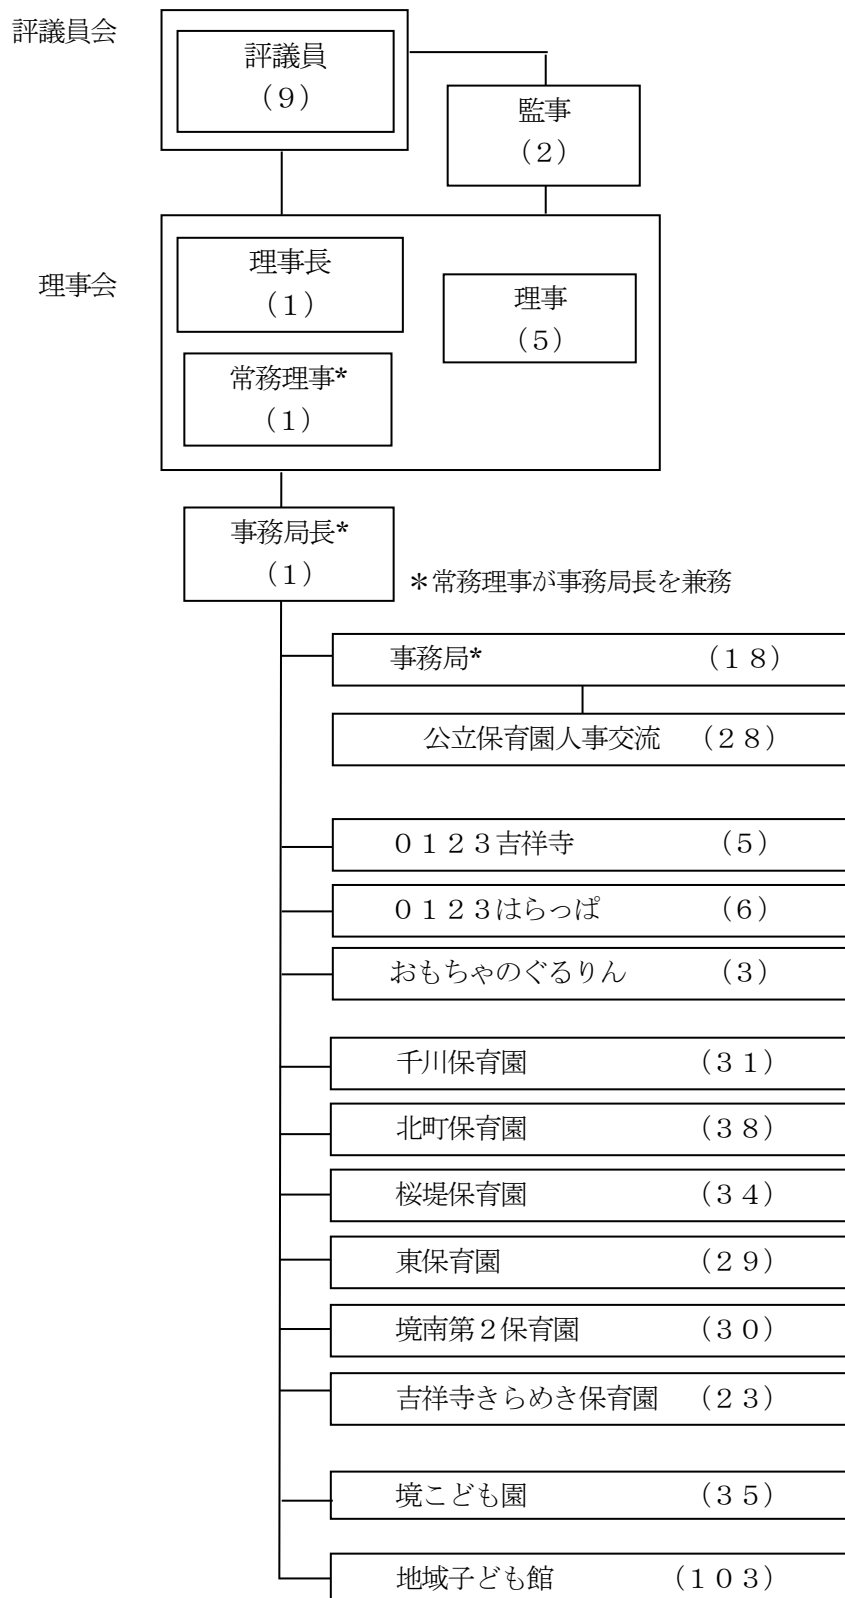 評議員会
評議員
（９）
監事
（２）
理事会
理事長
（１）
理事
（５）
常務理事*
（１）
事務局長*
（１）
＊常務理事が事務局長を兼務
事務局* （１８）
公立保育園人事交流 （２８）
０１２３吉祥寺 （５）
０１２３はらっぱ （６）
おもちゃのぐるりん （３）
千川保育園 （３１）
北町保育園 （３８）
桜堤保育園 （３４）
東保育園 （２９）
境南第２保育園 （３０）
吉祥寺きらめき保育園 （２３）
境こども園 （３５）
地域子ども館 （１０３）